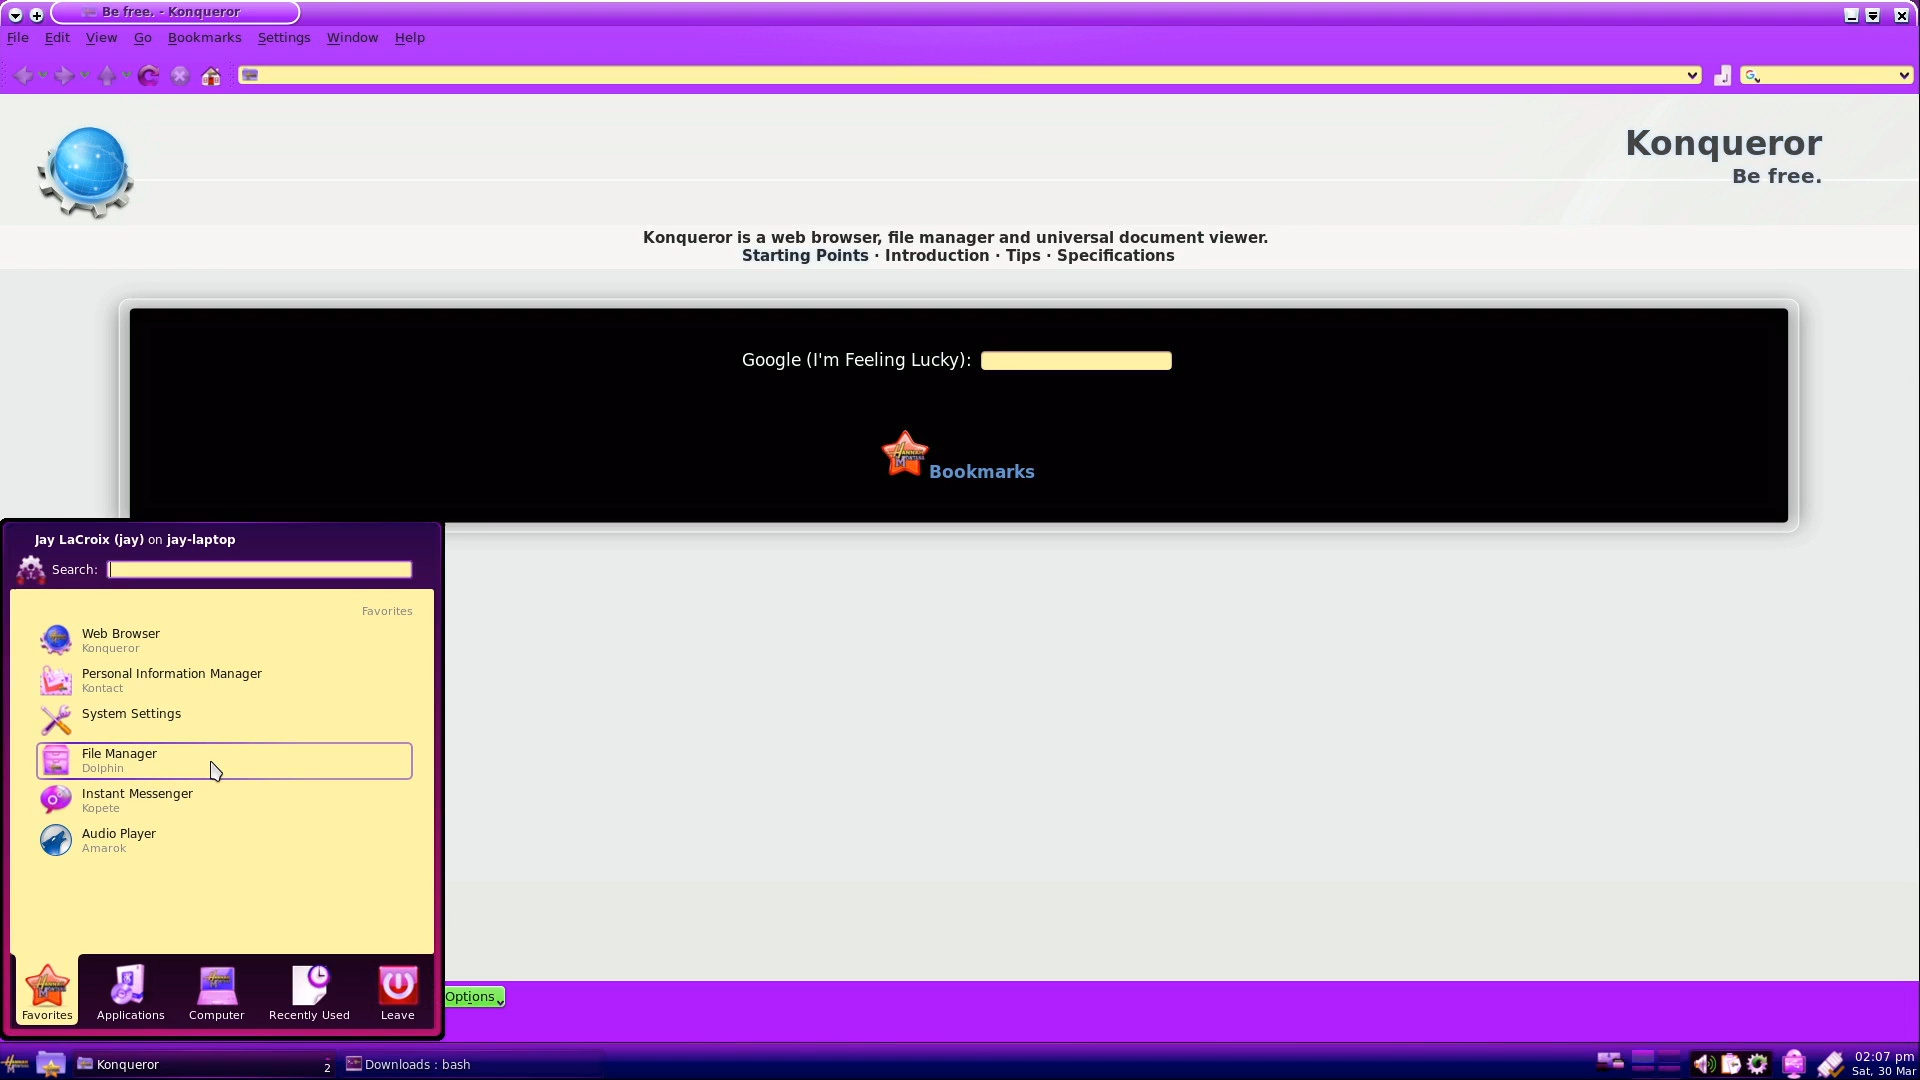 Be free. - Konqueror
File Edit View Go Bookmarks Settings Window Help
Konqueror
Be free.
Konqueror is a web browser, file manager and universal document viewer.
Starting Points · Introduction · Tips · Specifications
Google (I'm Feeling Lucky):
Bookmarks
Jay LaCroix (jay) on jay-laptop
Search:
Favorites
Web Browser
Konqueror
Personal Information Manager
Kontact
System Settings
File Manager
Dolphin
Instant Messenger
Kopete
Audio Player
Amarok
Favorites Applications Computer Recently Used Leave
Options
Konqueror 2 Downloads : bash
02:07 pm
Sat, 30 Mar